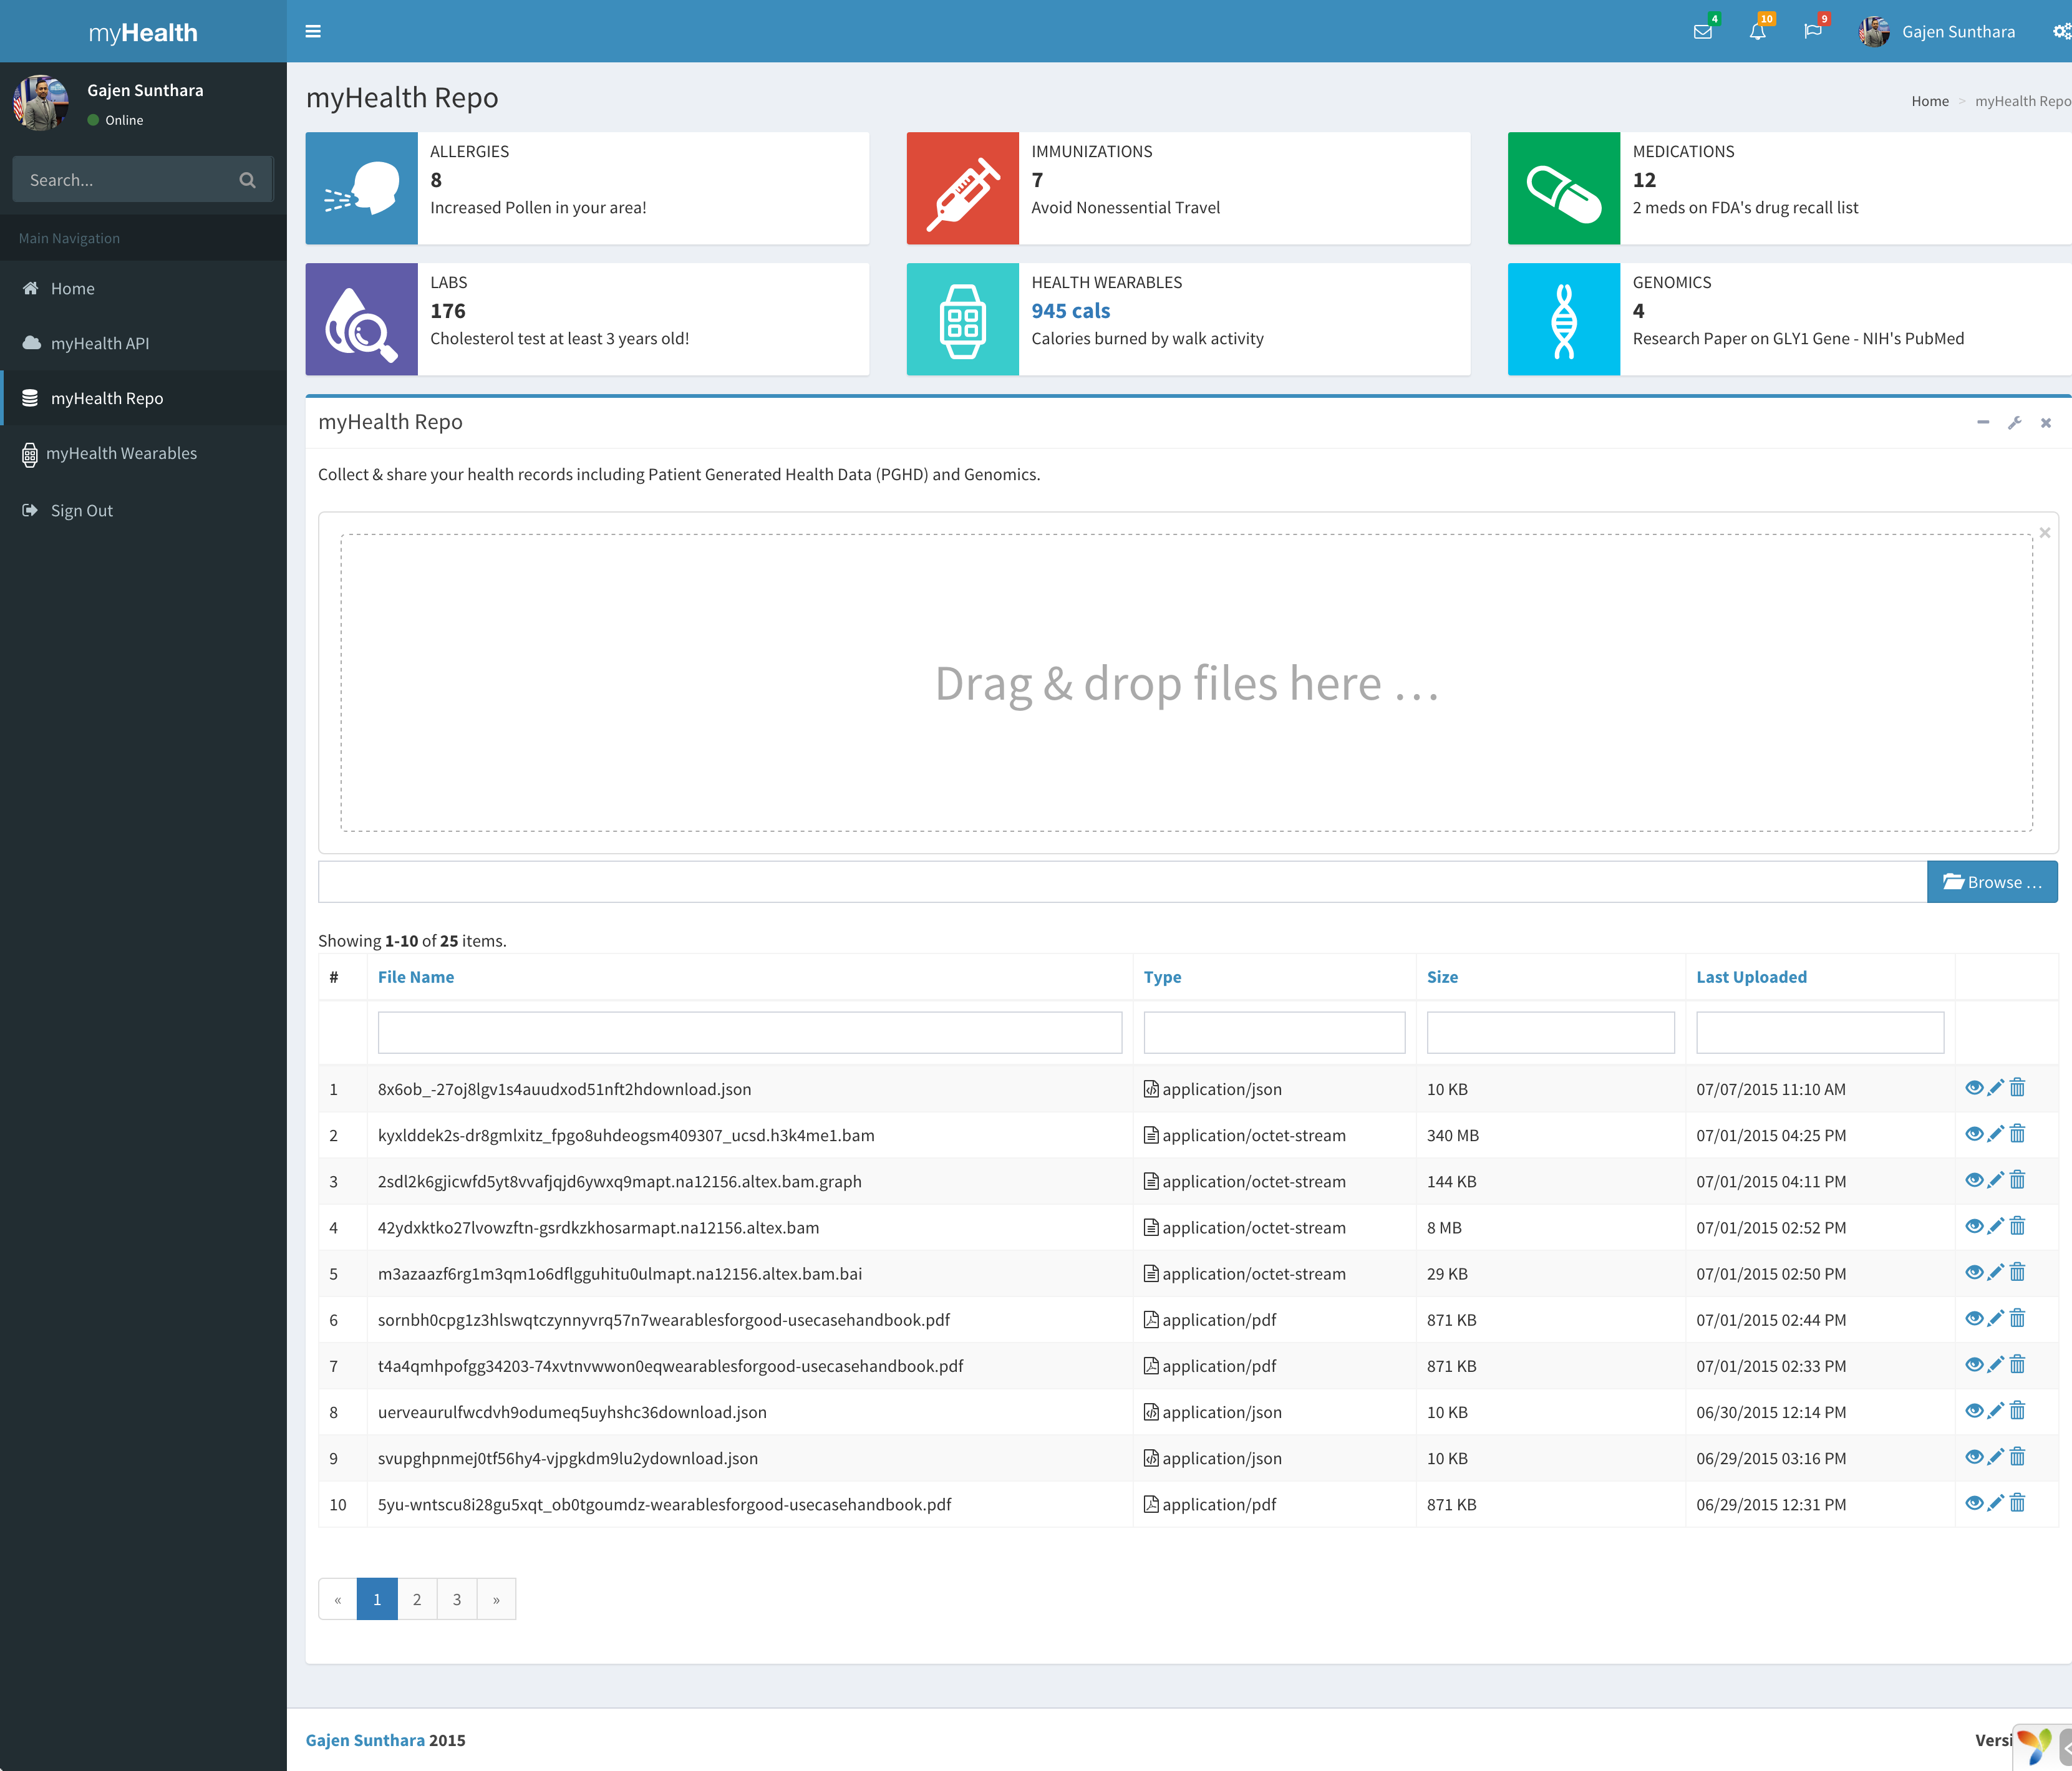 myHealth
4
10
9
Gajen Sunthara
Gajen Sunthara
Online
Search...
Main Navigation
Home
myHealth API
myHealth Repo
myHealth Wearables
Sign Out
myHealth Repo
Home > myHealth Repo
ALLERGIES
8
Increased Pollen in your area!
IMMUNIZATIONS
7
Avoid Nonessential Travel
MEDICATIONS
12
2 meds on FDA's drug recall list
LABS
176
Cholesterol test at least 3 years old!
HEALTH WEARABLES
945 cals
Calories burned by walk activity
GENOMICS
4
Research Paper on GLY1 Gene - NIH's PubMed
myHealth Repo
Collect & share your health records including Patient Generated Health Data (PGHD) and Genomics.
Drag & drop files here ...
Browse ...
Showing 1-10 of 25 items.
# File Name Type Size Last Uploaded
1 8x6ob_-27oj8lgv1s4auudxod51nft2hdownload.json application/json 10 KB 07/07/2015 11:10 AM
2 kyxlddek2s-dr8gmlxitz_fpgo8uhdeogsm409307_ucsd.h3k4me1.bam application/octet-stream 340 MB 07/01/2015 04:25 PM
3 2sdl2k6gjicwfd5yt8vvafjqjd6ywxq9mapt.na12156.altex.bam.graph application/octet-stream 144 KB 07/01/2015 04:11 PM
4 42ydxktko27lvowzftn-gsrdkzkhosarmapt.na12156.altex.bam application/octet-stream 8 MB 07/01/2015 02:52 PM
5 m3azaazf6rg1m3qm1o6dflgguhitu0ulmapt.na12156.altex.bam.bai application/octet-stream 29 KB 07/01/2015 02:50 PM
6 sornbh0cpg1z3hlswqtczynnyvrq57n7wearablesforgood-usecasehandbook.pdf application/pdf 871 KB 07/01/2015 02:44 PM
7 t4a4qmhpofgg34203-74xvtnvwwon0eqwearablesforgood-usecasehandbook.pdf application/pdf 871 KB 07/01/2015 02:33 PM
8 uerveaurulfwcdvh9odumeq5uyhshc36download.json application/json 10 KB 06/30/2015 12:14 PM
9 svupghpnmej0tf56hy4-vjpgkdm9lu2ydownload.json application/json 10 KB 06/29/2015 03:16 PM
10 5yu-wntscu8i28gu5xqt_ob0tgoumdz-wearablesforgood-usecasehandbook.pdf application/pdf 871 KB 06/29/2015 12:31 PM
« 1 2 3 »
Gajen Sunthara 2015
Versi